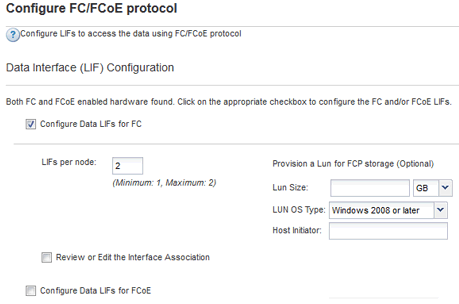 Configure FC/FCoE protocol
?Configure LIFs to access the data using FC/FCoE protocol
Data Interface (LIF) Configuration
Both FC and FCoE enabled hardware found. Click on the appropriate checkbox to configure the FC and/or FCoE LIFs.
Configure Data LIFs for FC
LIFs per node: 2
(Minimum: 1, Maximum: 2)
Provision a Lun for FCP storage (Optional)
Lun Size: GB
LUN OS Type: Windows 2008 or later
Host Initiator:
Review or Edit the Interface Association
Configure Data LIFs for FCoE